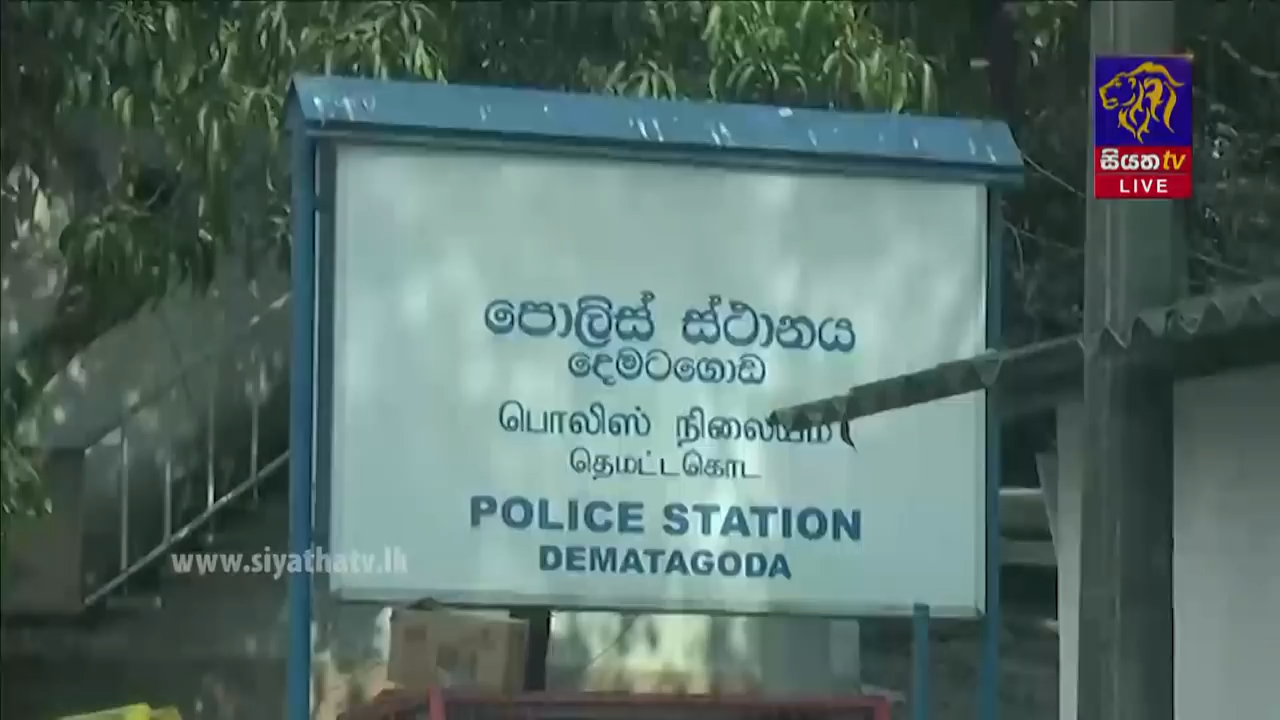 සියත tv
LIVE
පොලිස් ස්ථානය
දෙමටගොඩ
பொலிஸ் நிலையம்
தெமட்டகொட
POLICE STATION
DEMATAGODA
www.siyathatv.lk